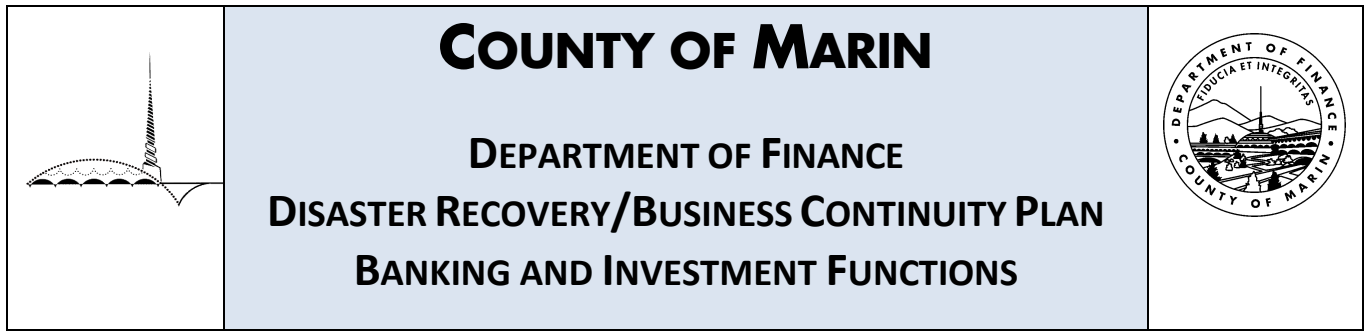 COUNTY OF MARIN
DEPARTMENT OF FINANCE
DISASTER RECOVERY/BUSINESS CONTINUITY PLAN
BANKING AND INVESTMENT FUNCTIONS
DEPARTMENT OF FINANCE
FIDUCIA ET INTEGRITAS
COUNTY OF MARIN